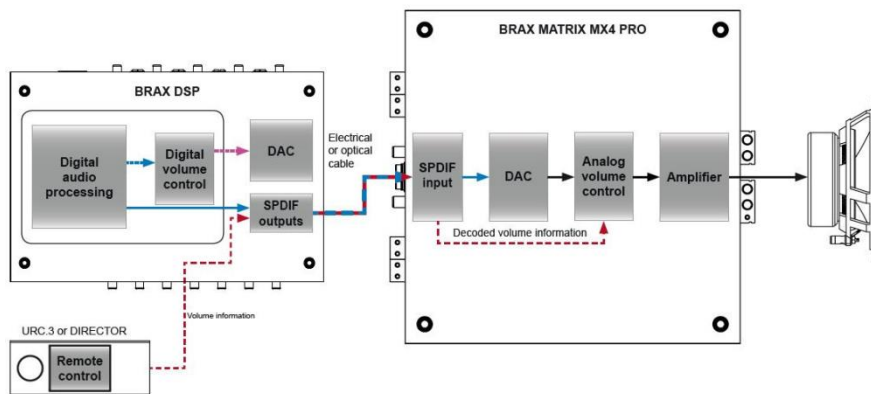 BRAX MATRIX MX4 PRO
BRAX DSP
Digital
audio
processing
Digital
volume
control
DAC
SPDIF
outputs
Electrical
or optical
cable
SPDIF
input
DAC
Analog
volume
control
Amplifier
Decoded volume information
Volume information
URC.3 or DIRECTOR
Remote
control